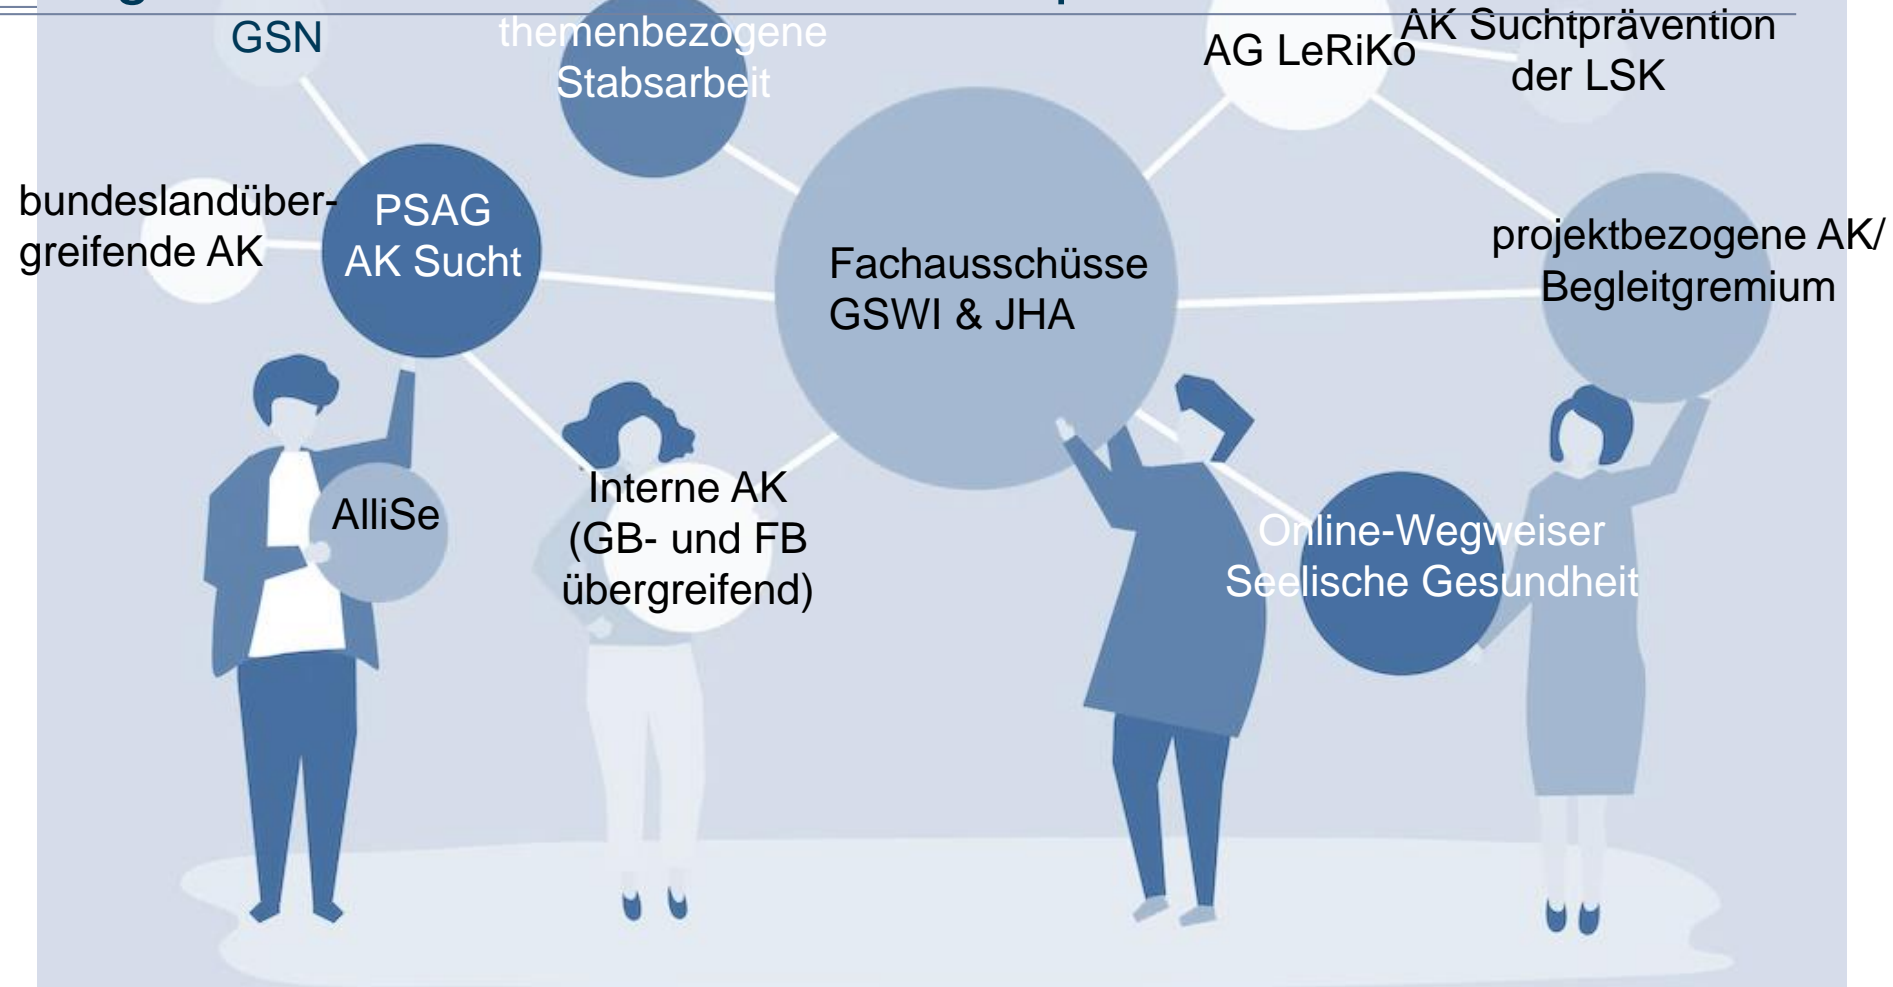 GSN
themenbezogene
Stabsarbeit
AG LeRiKo
AK Suchtprävention
der LSK
bundeslandüber-
greifende AK
PSAG
AK Sucht
Fachausschüsse
GSWI & JHA
projektbezogene AK/
Begleitgremium
AlliSe
Interne AK
(GB- und FB
übergreifend)
Online-Wegweiser
Seelische Gesundheit